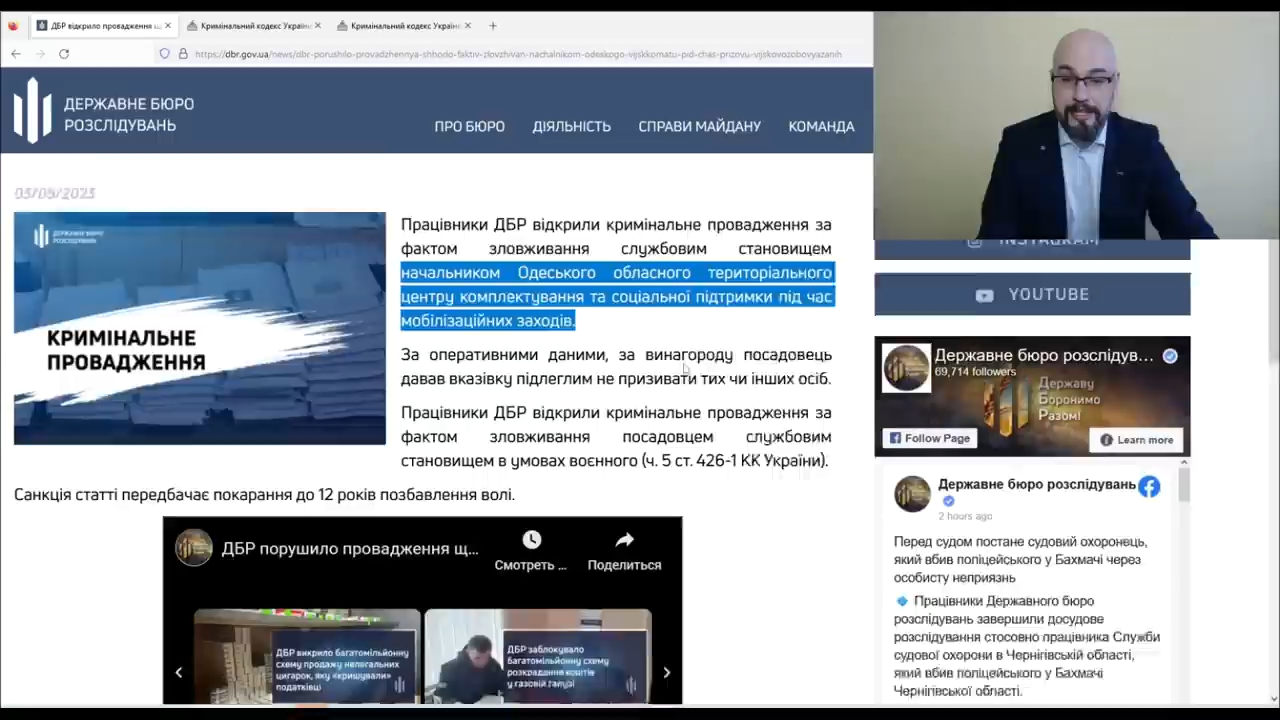 ДБР відкрило провадження щ
Кримінальний кодекс Україн
Кримінальний кодекс Україн
https://dbr.gov.ua/news/dbr-porushilo-provadzhennya-shhodo-faktiv-zlovzhivan-nachalnikom-odeskogo-vijskkomatu-pid-chas-prizovu-vijskovozobovyazanih
ДЕРЖАВНЕ БЮРО
РОЗСЛІДУВАНЬ
ПРО БЮРО ДІЯЛЬНІСТЬ СПРАВИ МАЙДАНУ КОМАНДА
03/05/2023
КРИМІНАЛЬНЕ
ПРОВАДЖЕННЯ
Працівники ДБР відкрили кримінальне провадження за
фактом зловживання службовим становищем
начальником Одеського обласного територіального
центру комплектування та соціальної підтримки під час
мобілізаційних заходів.
За оперативними даними, за винагороду посадовець
давав вказівку підлеглим не призивати тих чи інших осіб.
Працівники ДБР відкрили кримінальне провадження за
фактом зловживання посадовцем службовим
становищем в умовах воєнного (ч. 5 ст. 426-1 КК України).
Санкція статті передбачає покарання до 12 років позбавлення волі.
ДБР порушило провадження щ...
Смотреть ...
Поделиться
ДБР викрило багатомільйонну
схему продажу нелегальних
цигарок, яку «кришували»
податківці
ДБР заблокувало
багатомільйонну схему
розкрадення коштів
у газовій галузі
INSTAGRAM
YOUTUBE
Державне бюро розслідув...
69,714 followers
Державу
Боронимо
Разом!
Follow Page
Learn more
Державне бюро розслідувань
2 hours ago
Перед судом постане судовий охоронець,
який вбив поліцейського у Бахмачі через
особисту неприязнь
Працівники Державного бюро
розслідувань завершили досудове
розслідування стосовно працівника Служби
судової охорони в Чернігівській області,
який вбив поліцейського у Бахмачі
Чернігівської області.